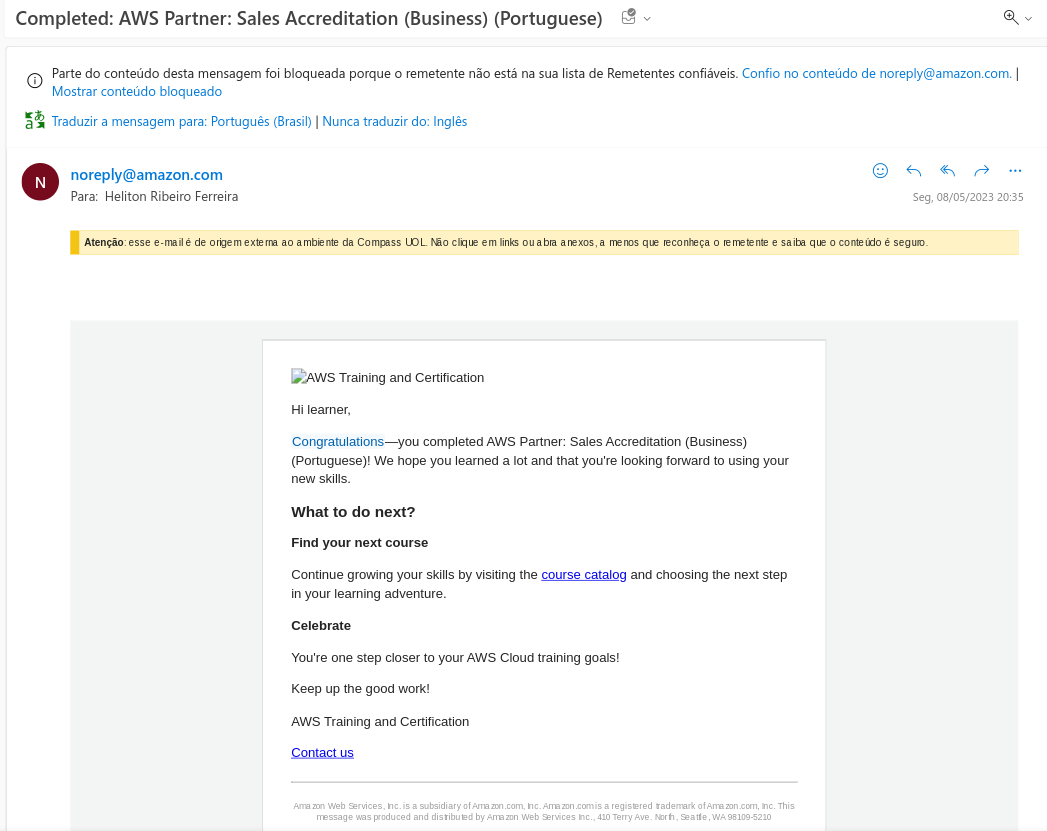 Completed: AWS Partner: Sales Accreditation (Business) (Portuguese)
Parte do conteúdo desta mensagem foi bloqueada porque o remetente não está na sua lista de Remetentes confiáveis. Confio no conteúdo de noreply@amazon.com. |
Mostrar conteúdo bloqueado
Traduzir a mensagem para: Português (Brasil) | Nunca traduzir do: Inglês
N
noreply@amazon.com
Para: Heliton Ribeiro Ferreira
Seg, 08/05/2023 20:35
Atenção: esse e-mail é de origem externa ao ambiente da Compass UOL. Não clique em links ou abra anexos, a menos que reconheça o remetente e saiba que o conteúdo é seguro.
AWS Training and Certification
Hi learner,
Congratulations—you completed AWS Partner: Sales Accreditation (Business)
(Portuguese)! We hope you learned a lot and that you're looking forward to using your
new skills.
What to do next?
Find your next course
Continue growing your skills by visiting the course catalog and choosing the next step
in your learning adventure.
Celebrate
You're one step closer to your AWS Cloud training goals!
Keep up the good work!
AWS Training and Certification
Contact us
Amazon Web Services, Inc. is a subsidiary of Amazon.com, Inc. Amazon.com is a registered trademark of Amazon.com, Inc. This
message was produced and distributed by Amazon Web Services Inc., 410 Terry Ave. North, Seattle, WA 98109-5210